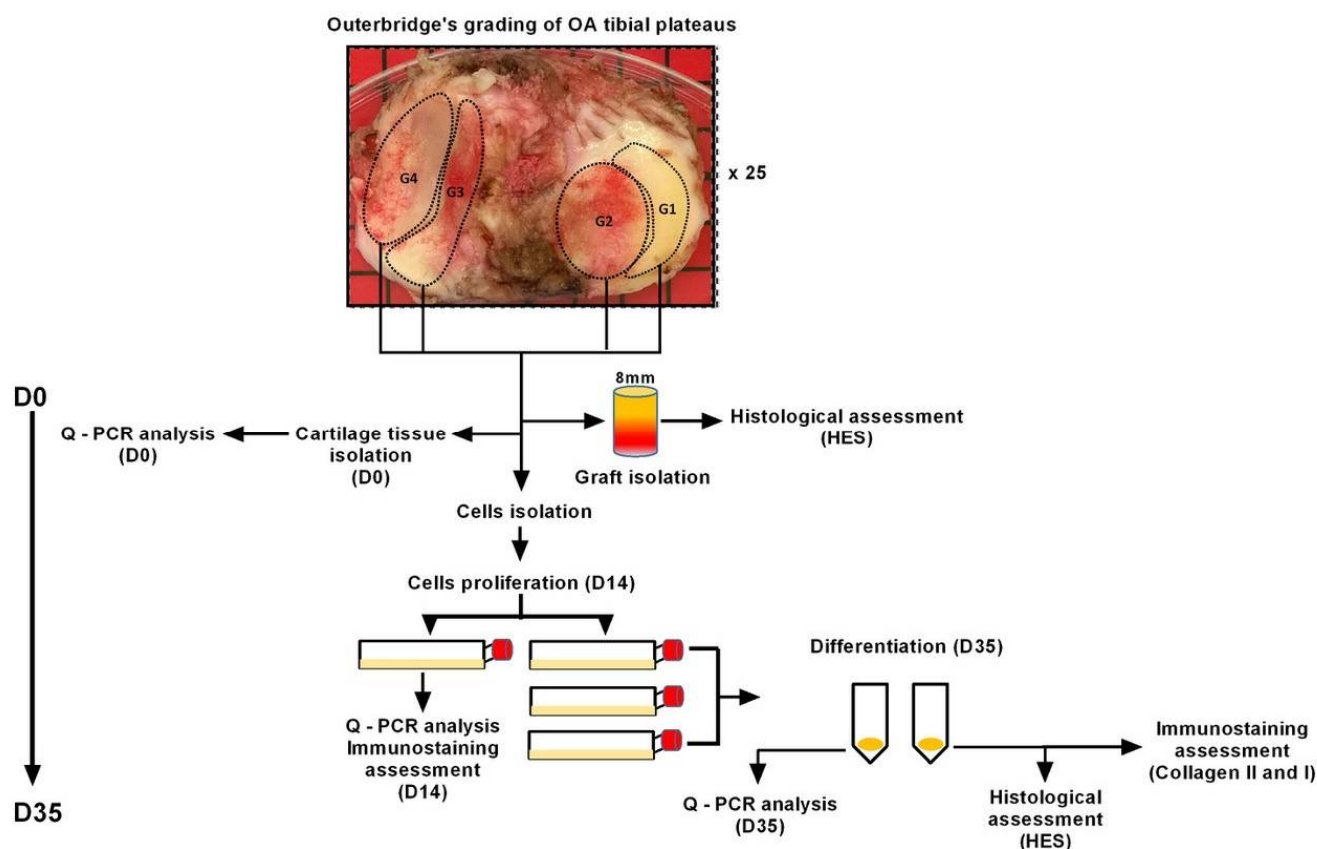 Outerbridge's grading of OA tibial plateaus
G4
G3
G2
G1
x 25
D0
8mm
Q - PCR analysis
(D0)
Cartilage tissue
isolation
(D0)
Graft isolation
Histological assessment
(HES)
Cells isolation
Cells proliferation (D14)
Q - PCR analysis
Immunostaining
assessment
(D14)
Differentiation (D35)
Q - PCR analysis
(D35)
Histological
assessment
(HES)
Immunostaining
assessment
(Collagen II and I)
D35